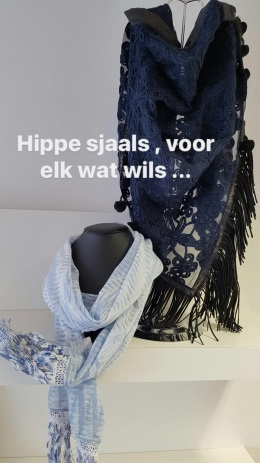 Hippe sjaals , voor
elk wat wils ...